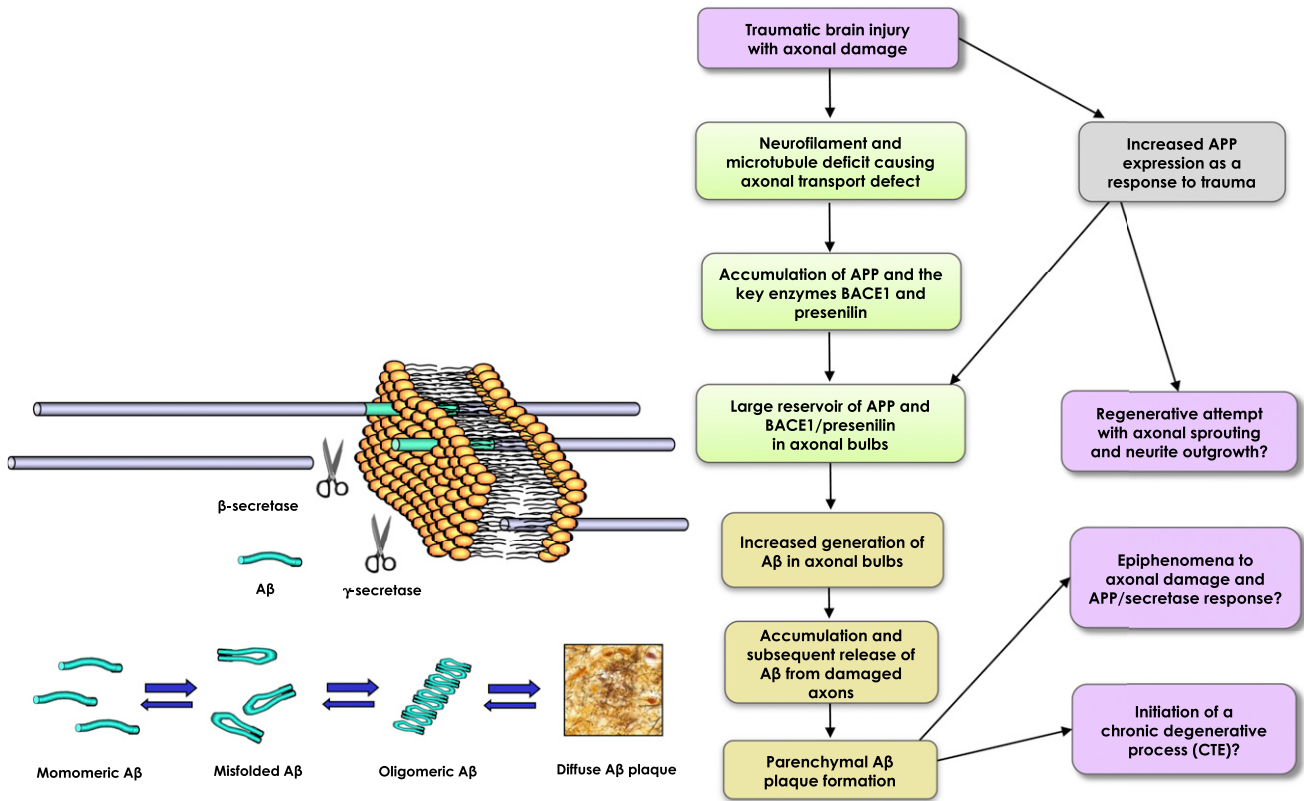 Traumatic brain injury
with axonal damage
Neurofilament and
microtubule deficit causing
axonal transport defect
Increased APP
expression as a
response to trauma
Accumulation of APP and the
key enzymes BACE1 and
presenilin
Large reservoir of APP and
BACE1/presenilin
in axonal bulbs
Regenerative attempt
with axonal sprouting
and neurite outgrowth?
Increased generation of
Aβ in axonal bulbs
Epiphenomena to
axonal damage and
APP/secretase response?
Accumulation and
subsequent release of
Aβ from damaged
axons
Initiation of a
chronic degenerative
process (CTE)?
Parenchymal Aβ
plaque formation
β-secretase
Aβ
γ-secretase
Momomeric Aβ
Misfolded Aβ
Oligomeric Aβ
Diffuse Aβ plaque